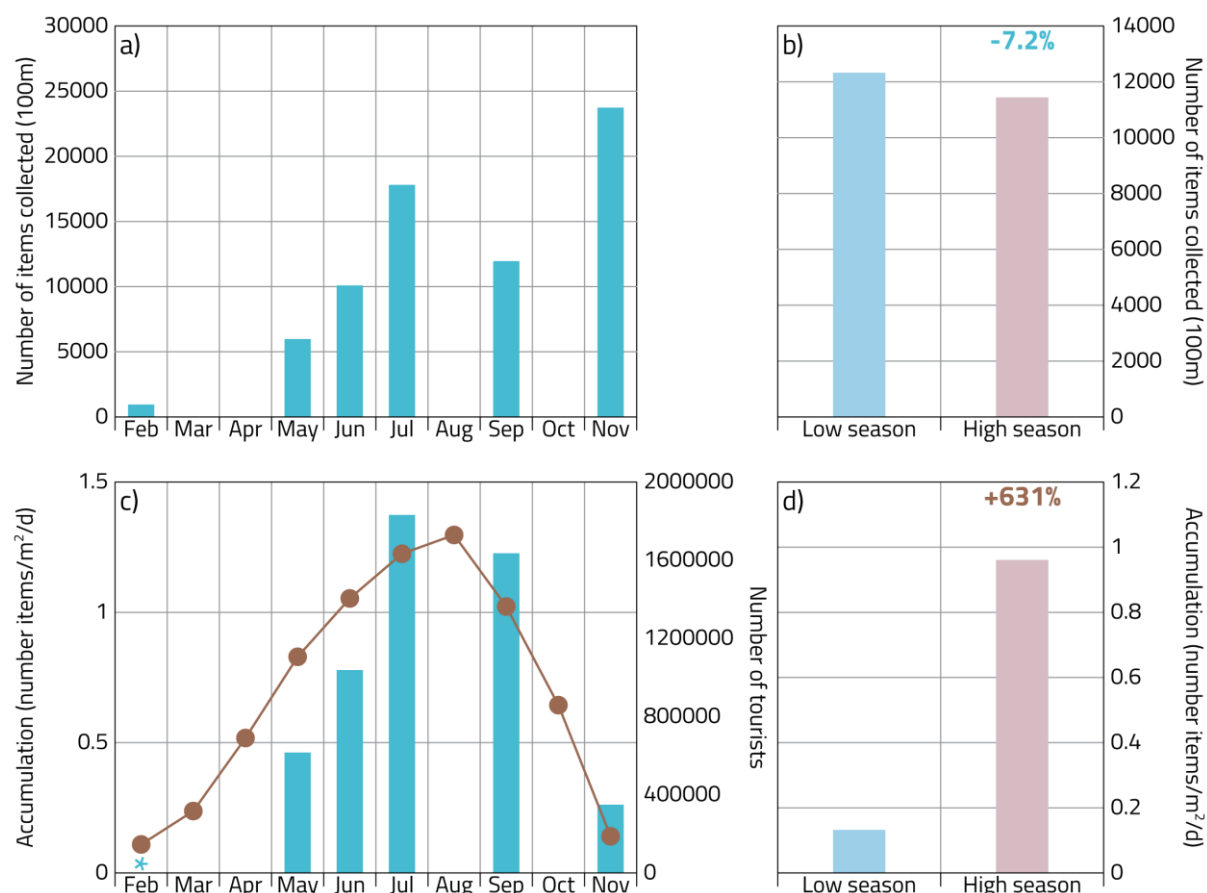 a)
Number of items collected (100m)
30000
25000
20000
15000
10000
5000
0
Feb Mar Apr May Jun Jul Aug Sep Oct Nov
b)
-7.2%
14000
12000
10000
8000
6000
4000
2000
0
Number of items collected (100m)
Low season High season
c)
Accumulation (number items/m²/d)
1.5
1
0.5
0
*
Feb Mar Apr May Jun Jul Aug Sep Oct Nov
2000000
1600000
1200000
800000
400000
0
Number of tourists
d)
+631%
1.2
1
0.8
0.6
0.4
0.2
0
Accumulation (number items/m²/d)
Low season High season